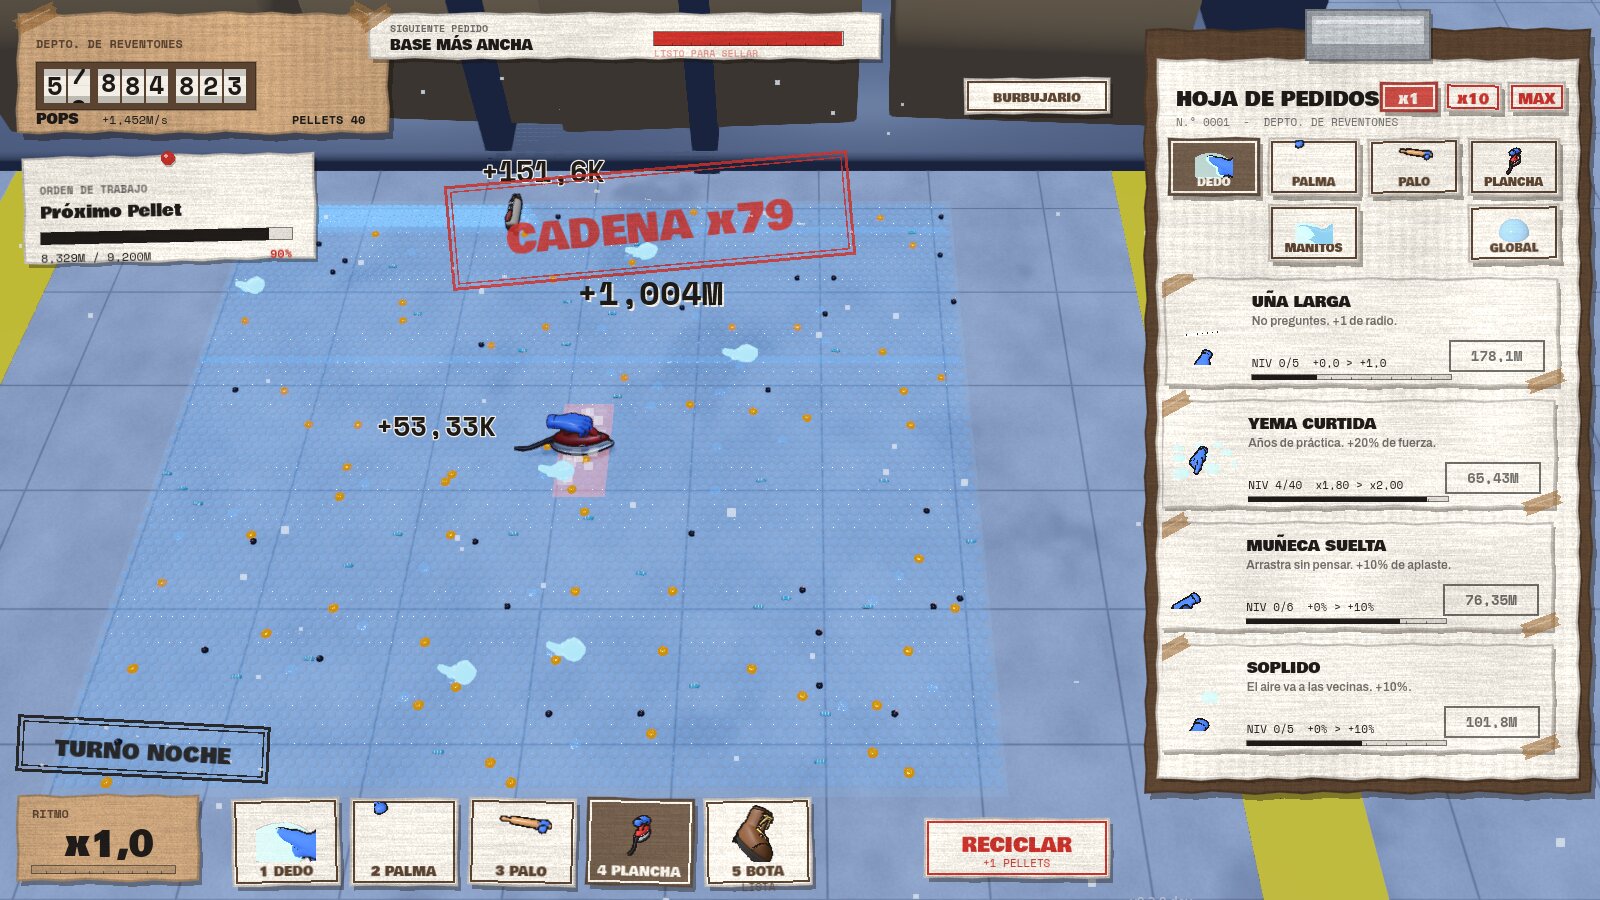 DEPTO. DE REVENTONES
884 823
POPS +1,452M/s PELLETS 40
SIGUIENTE PEDIDO
BASE MÁS ANCHA
LISTO PARA SELLAR
BURBUJARIO
ORDEN DE TRABAJO
Próximo Pellet
8,329M / 9,200M 90%
+151,6K
CADENA x79
+1,004M
+53,33K
TURNO NOCHE
RITMO
x1,0
1 DEDO
2 PALMA
3 PALO
4 PLANCHA
5 BOTA
LISTA
RECICLAR
+1 PELLETS
HOJA DE PEDIDOS x1 x10 MAX
N.° 0001 - DEPTO. DE REVENTONES
DEDO
PALMA
PALO
PLANCHA
MANITOS
GLOBAL
UÑA LARGA
No preguntes. +1 de radio.
NIV 0/5 +0,0 > +1,0
178,1M
YEMA CURTIDA
Años de práctica. +20% de fuerza.
NIV 4/40 x1,80 > x2,00
65,43M
MUÑECA SUELTA
Arrastra sin pensar. +10% de aplaste.
NIV 0/6 +0% > +10%
76,35M
SOPLIDO
El aire va a las vecinas. +10%.
NIV 0/5 +0% > +10%
101,8M